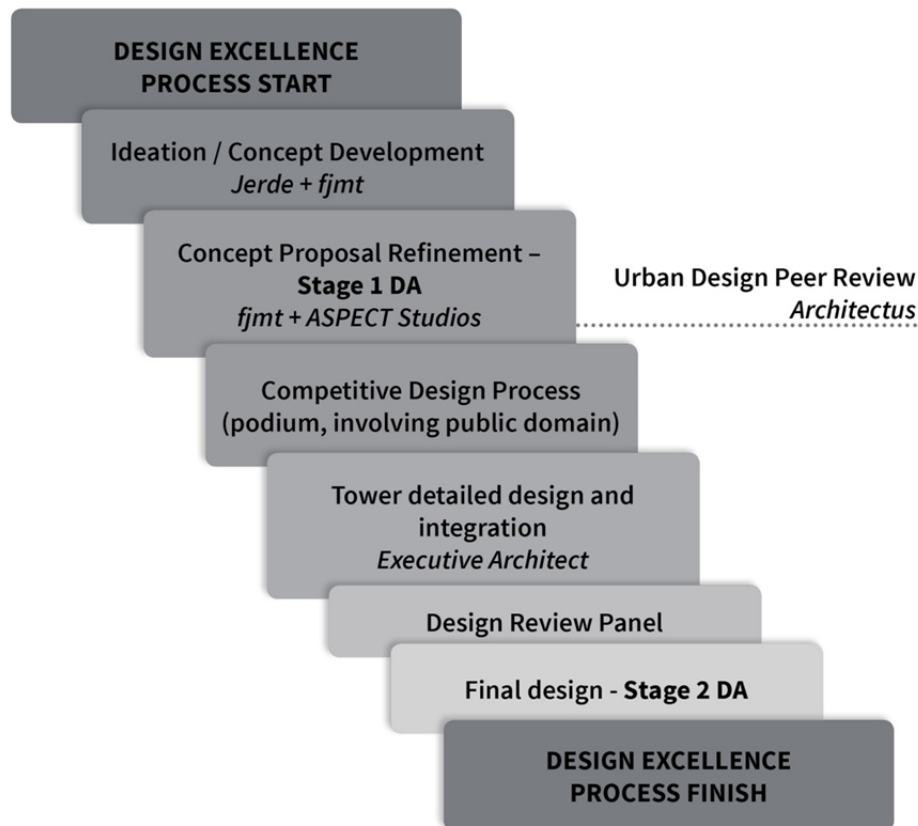 DESIGN EXCELLENCE
PROCESS START
Ideation / Concept Development
Jerde + fjmt
Concept Proposal Refinement –
Stage 1 DA
fjmt + ASPECT Studios
Urban Design Peer Review
Architectus
Competitive Design Process
(podium, involving public domain)
Tower detailed design and
integration
Executive Architect
Design Review Panel
Final design - Stage 2 DA
DESIGN EXCELLENCE
PROCESS FINISH